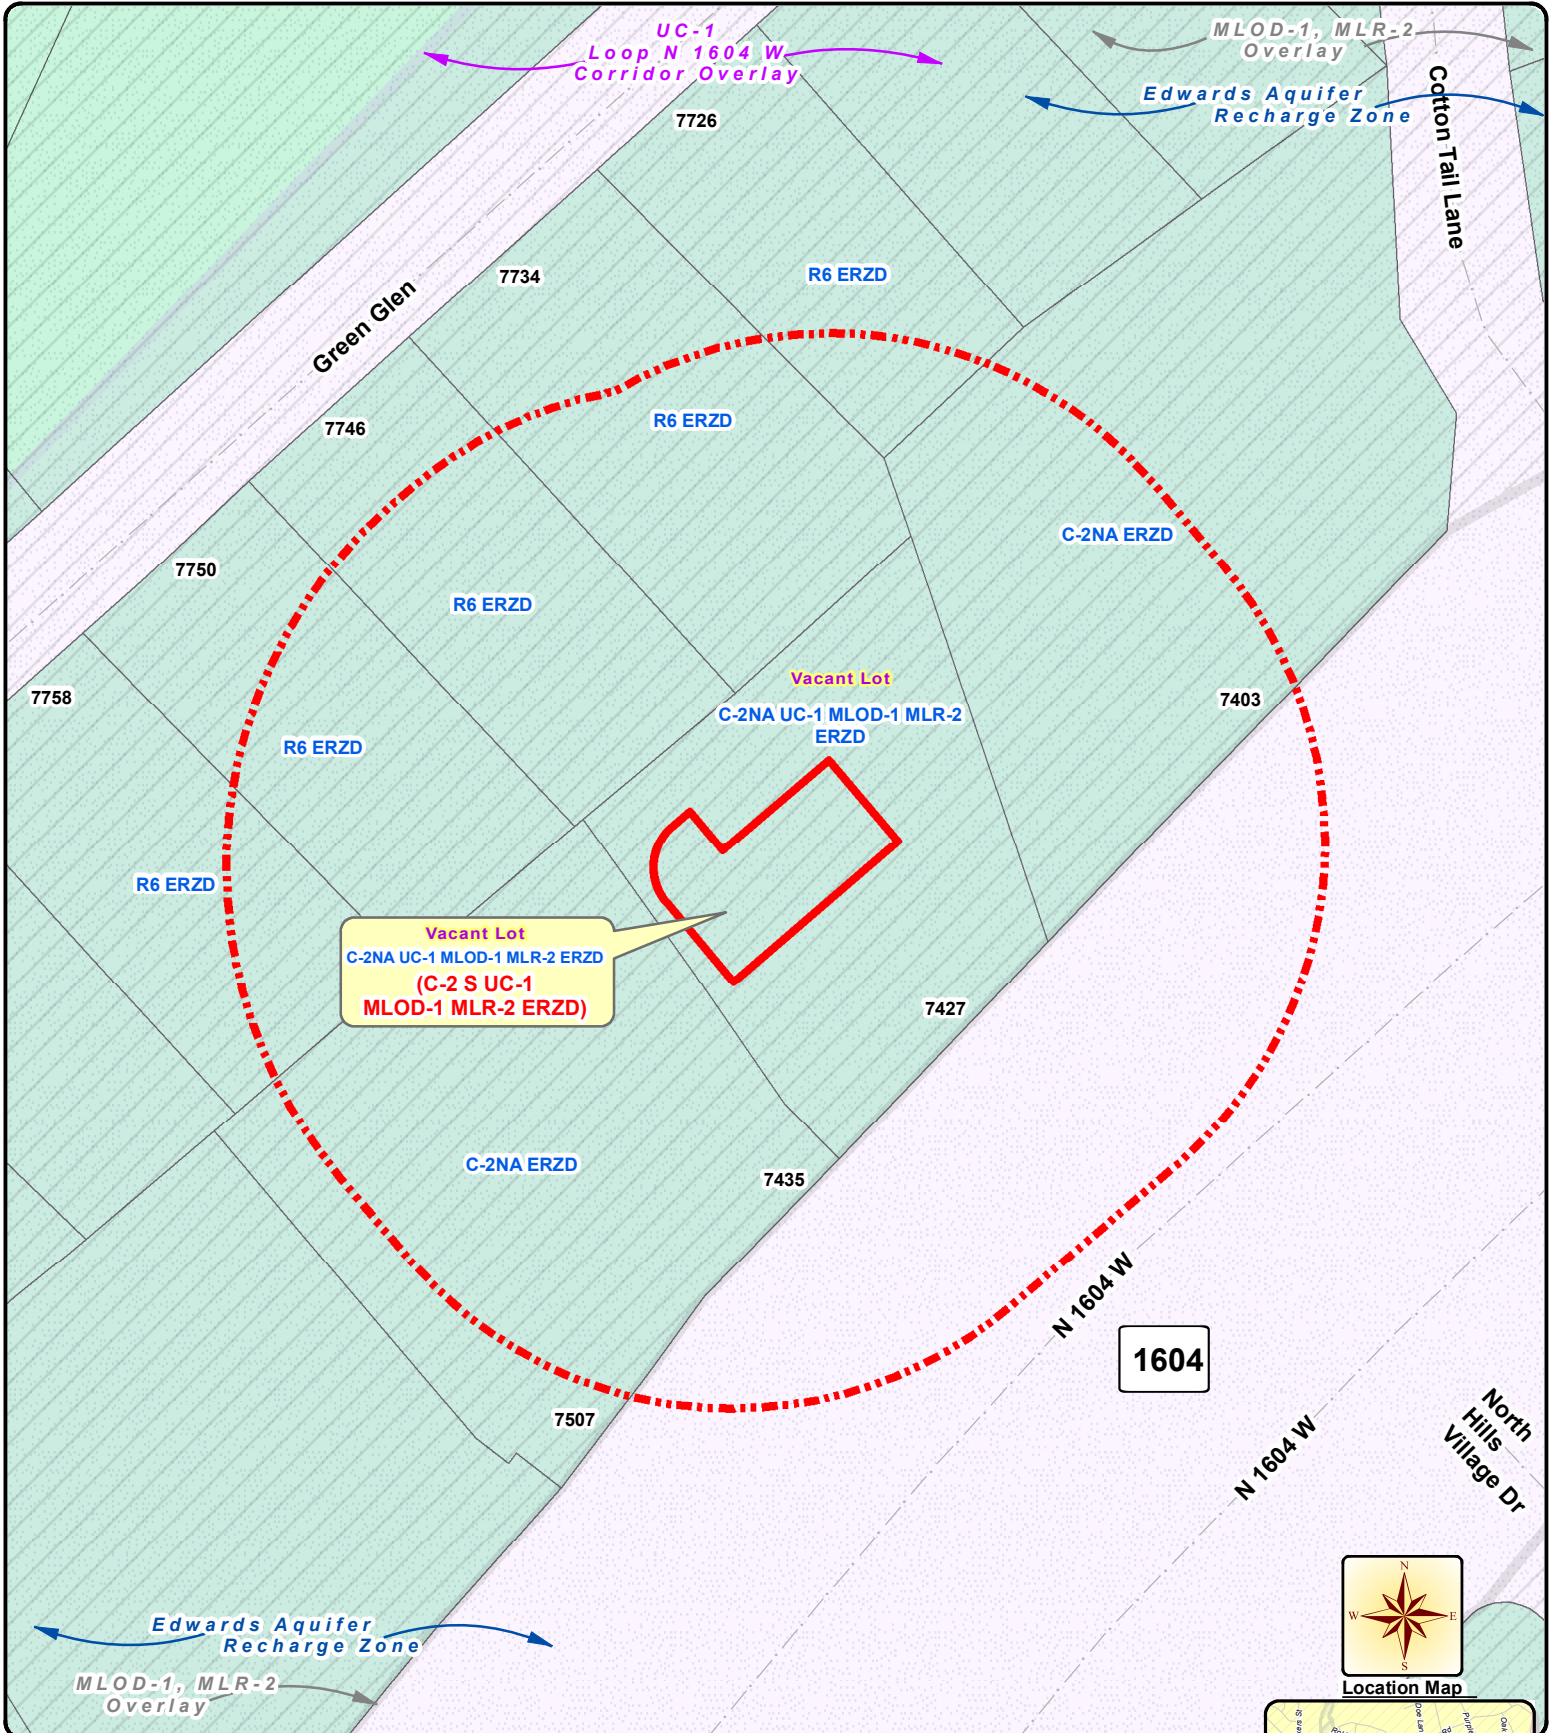 UC-1
Loop N 1604 W
Corridor Overlay
MLOD-1, MLR-2
Overlay
Edwards Aquifer
Recharge Zone
Cotton Tail Lane
7726
7734
R6 ERZD
Green Glen
7746
R6 ERZD
C-2NA ERZD
7750
R6 ERZD
7758
Vacant Lot
C-2NA UC-1 MLOD-1 MLR-2
ERZD
7403
R6 ERZD
R6 ERZD
Vacant Lot
C-2NA UC-1 MLOD-1 MLR-2 ERZD
(C-2 S UC-1
MLOD-1 MLR-2 ERZD)
7427
C-2NA ERZD
7435
N 1604 W
1604
7507
N 1604 W
North
Hills
Village Dr
Edwards Aquifer
Recharge Zone
MLOD-1, MLR-2
Overlay
N
W
E
S
Location Map